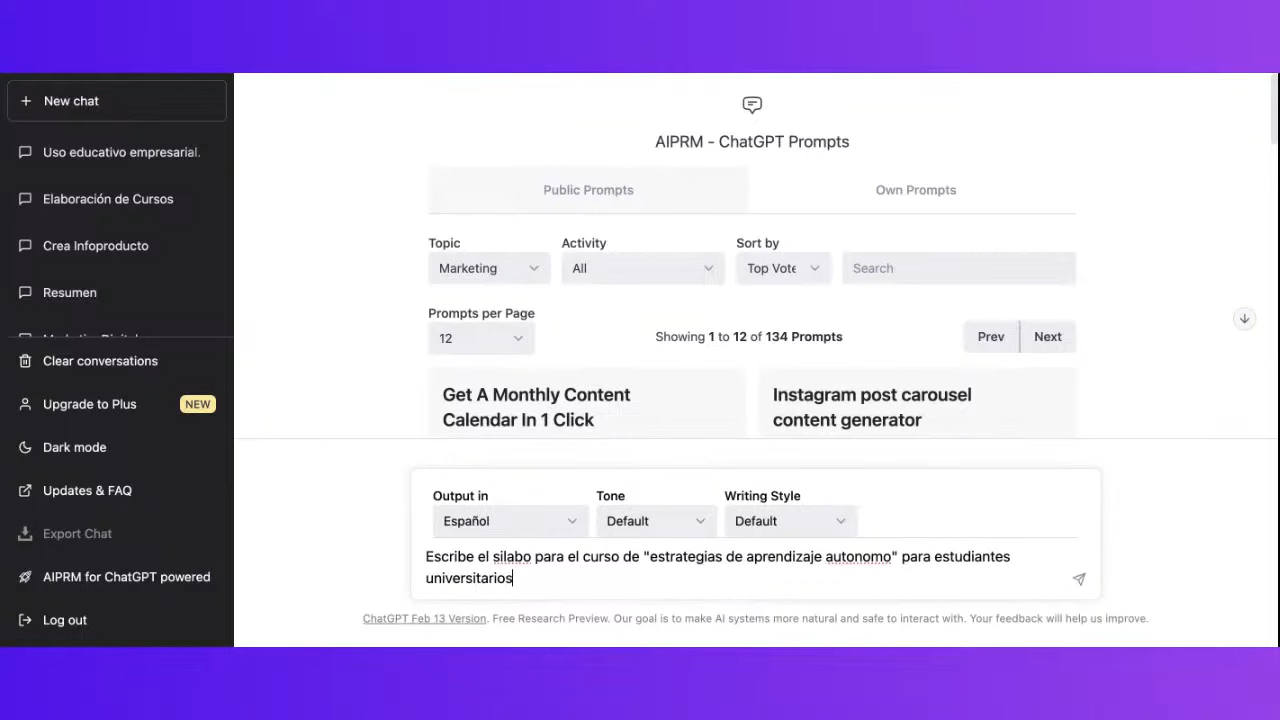 New chat
Uso educativo empresarial.
Elaboración de Cursos
Crea Infoproducto
Resumen
Clear conversations
Upgrade to Plus NEW
Dark mode
Updates & FAQ
Export Chat
AIPRM for ChatGPT powered
Log out
AIPRM - ChatGPT Prompts
Public Prompts Own Prompts
Topic Activity Sort by
Marketing All Top Vote Search
Prompts per Page
12 Showing 1 to 12 of 134 Prompts Prev Next
Get A Monthly Content
Calendar In 1 Click
Instagram post carousel
content generator
Output in Tone Writing Style
Español Default Default
Escribe el silabo para el curso de "estrategias de aprendizaje autonomo" para estudiantes
universitarios
ChatGPT Feb 13 Version. Free Research Preview. Our goal is to make AI systems more natural and safe to interact with. Your feedback will help us improve.